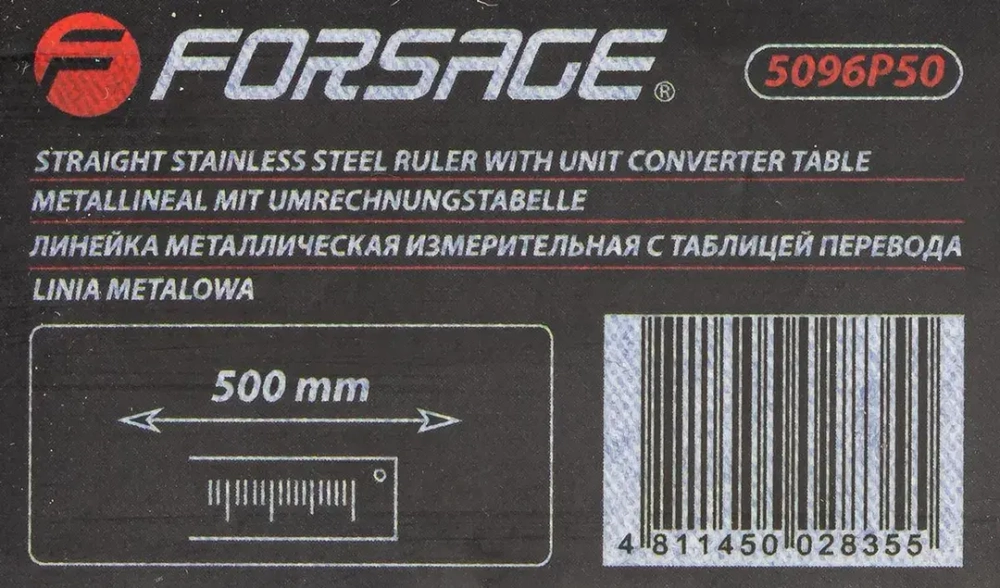 FORSAGE®
5096P50
STRAIGHT STAINLESS STEEL RULER WITH UNIT CONVERTER TABLE
METALLINEAL MIT UMRECHNUNGSTABELLE
ЛИНЕЙКА МЕТАЛЛИЧЕСКАЯ ИЗМЕРИТЕЛЬНАЯ С ТАБЛИЦЕЙ ПЕРЕВОДА
LINIA METALOWA
500 mm
4 811450 028355